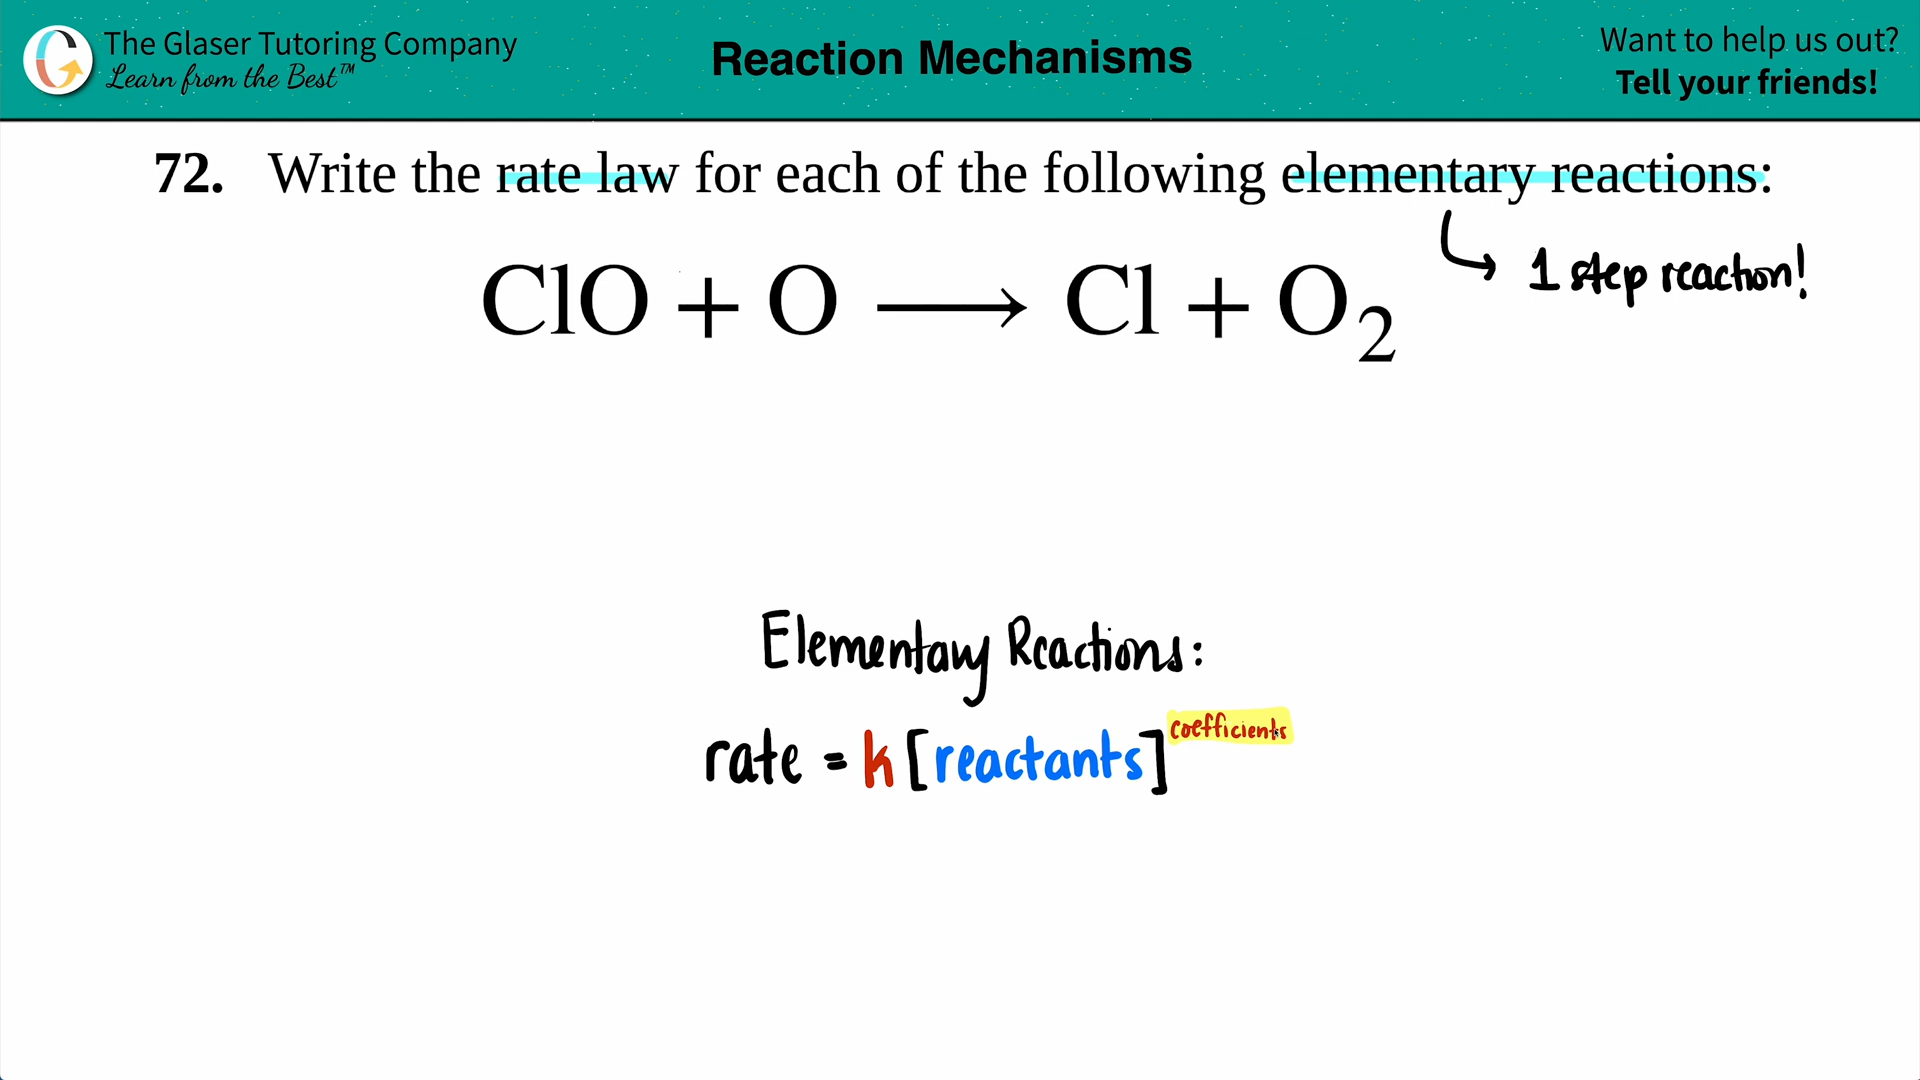 The Glaser Tutoring Company
Learn from the Best™
Reaction Mechanisms
Want to help us out?
Tell your friends!
72. Write the rate law for each of the following elementary reactions:
1 step reaction!
ClO + O ⟶ Cl + O₂
Elementary Reactions:
rate = k [reactants]^coefficients